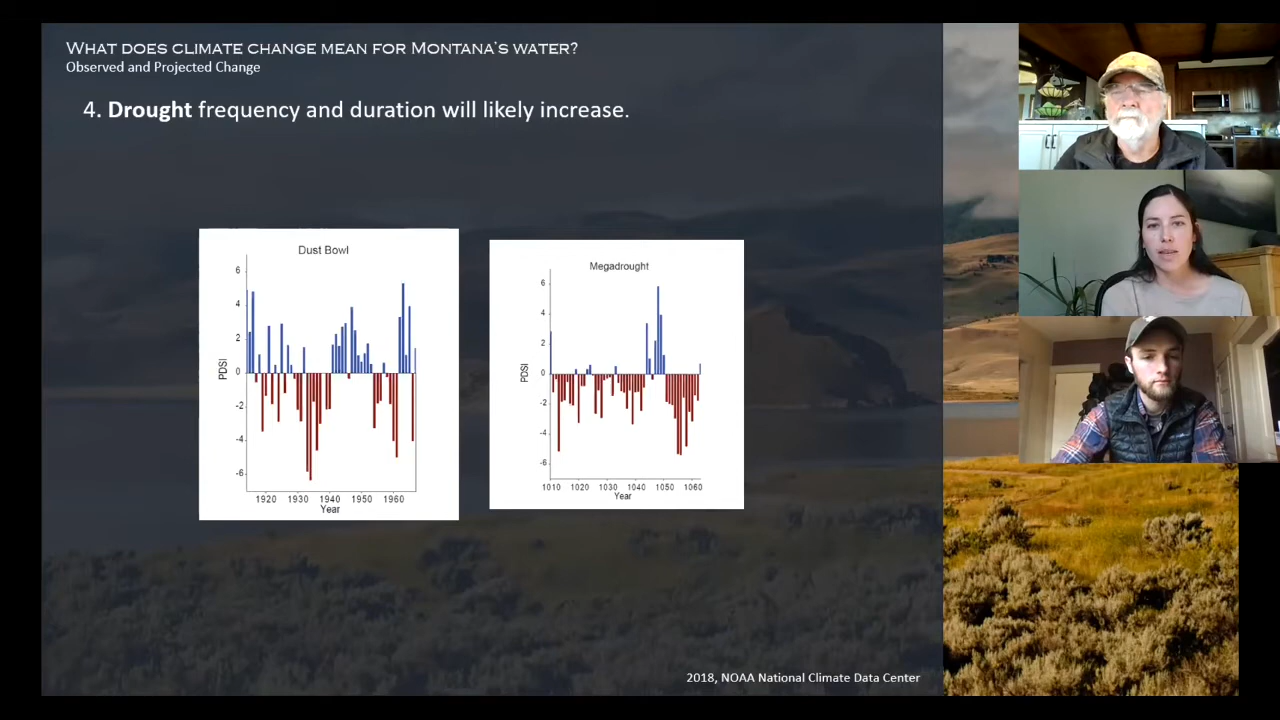 WHAT DOES CLIMATE CHANGE MEAN FOR MONTANA'S WATER?
Observed and Projected Change
4. Drought frequency and duration will likely increase.
Dust Bowl
6
4
2
0
-2
-4
-6
PDSI
1920 1930 1940 1950 1960
Year
Megadrought
6
4
2
0
-2
-4
-6
PDSI
1010 1020 1030 1040 1050 1060
Year
2018, NOAA National Climate Data Center